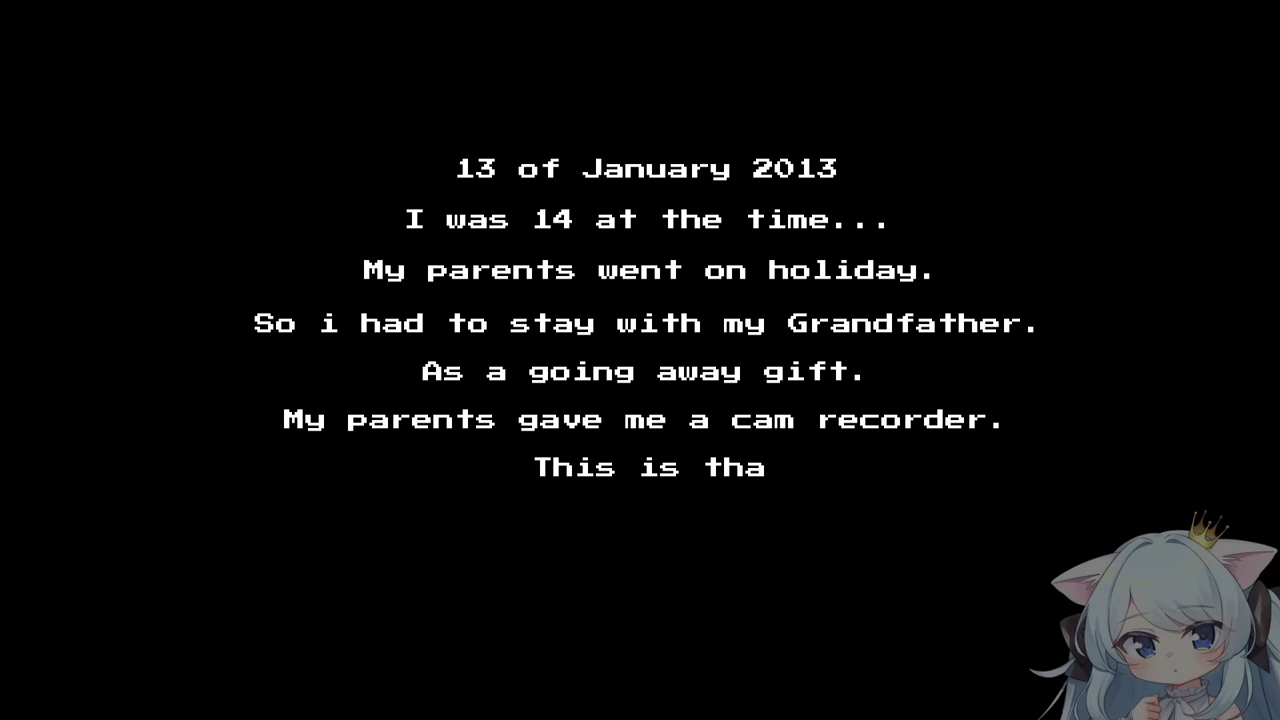 13 of January 2013
I was 14 at the time...
My parents went on holiday.
So i had to stay with my Grandfather.
As a going away gift.
My parents gave me a cam recorder.
This is tha